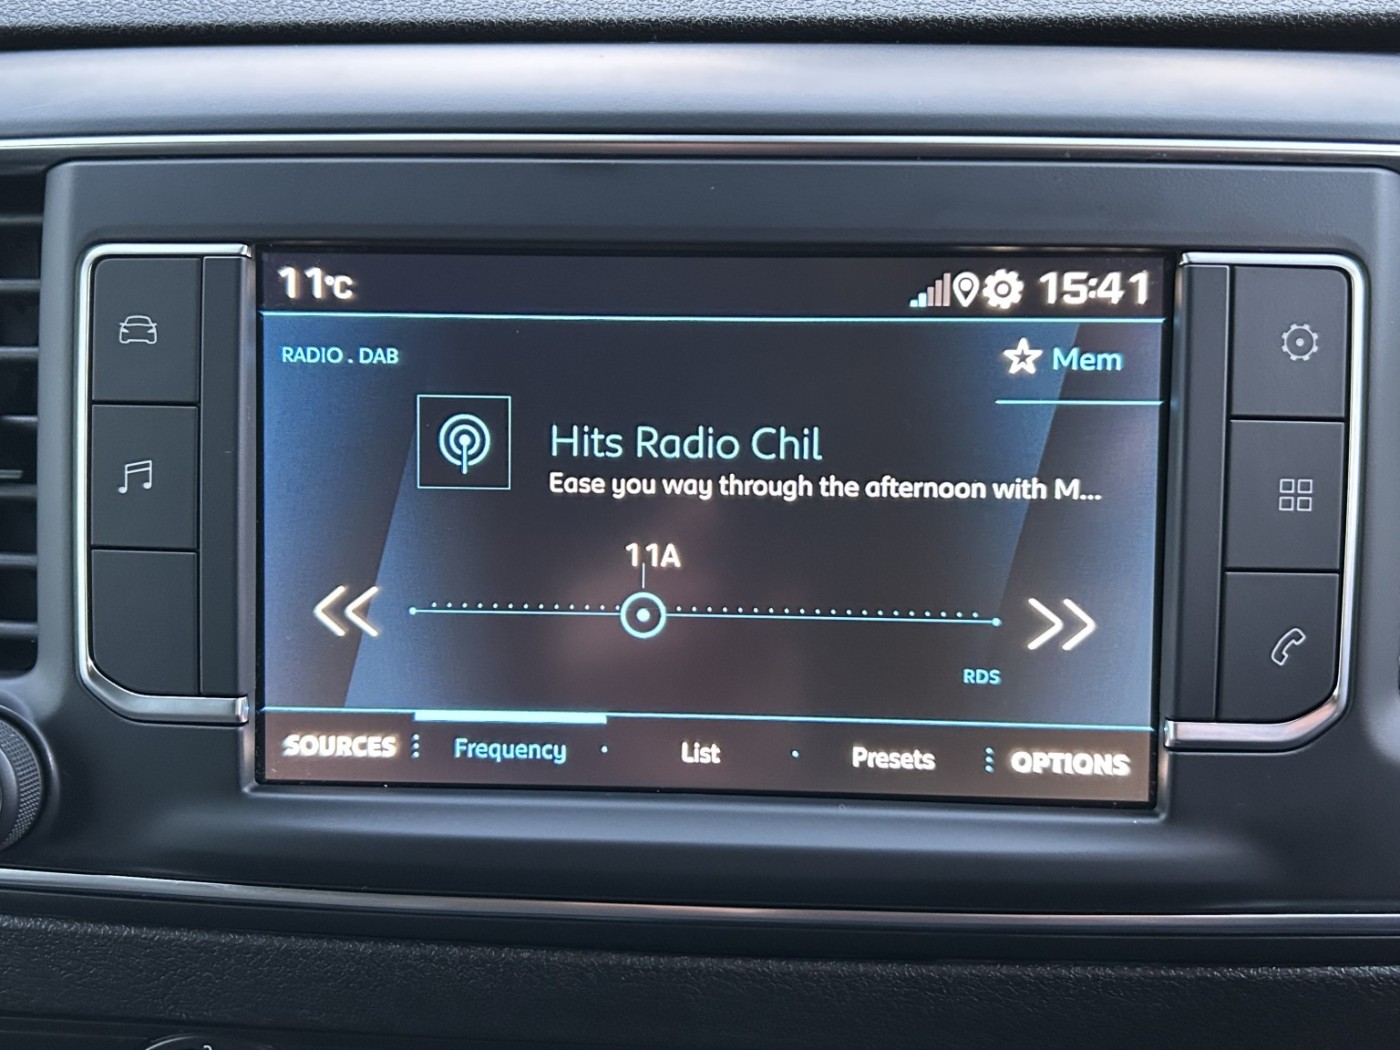 11°C 15:41
RADIO . DAB
Mem
Hits Radio Chil
Ease you way through the afternoon with M...
11A
RDS
SOURCES Frequency List Presets OPTIONS